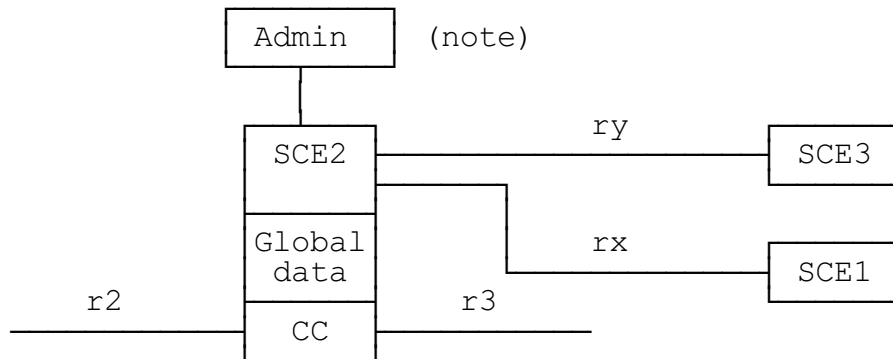 Admin (note)
ry
SCE2
SCE3
Global
data
rx
SCE1
r2
r3
CC